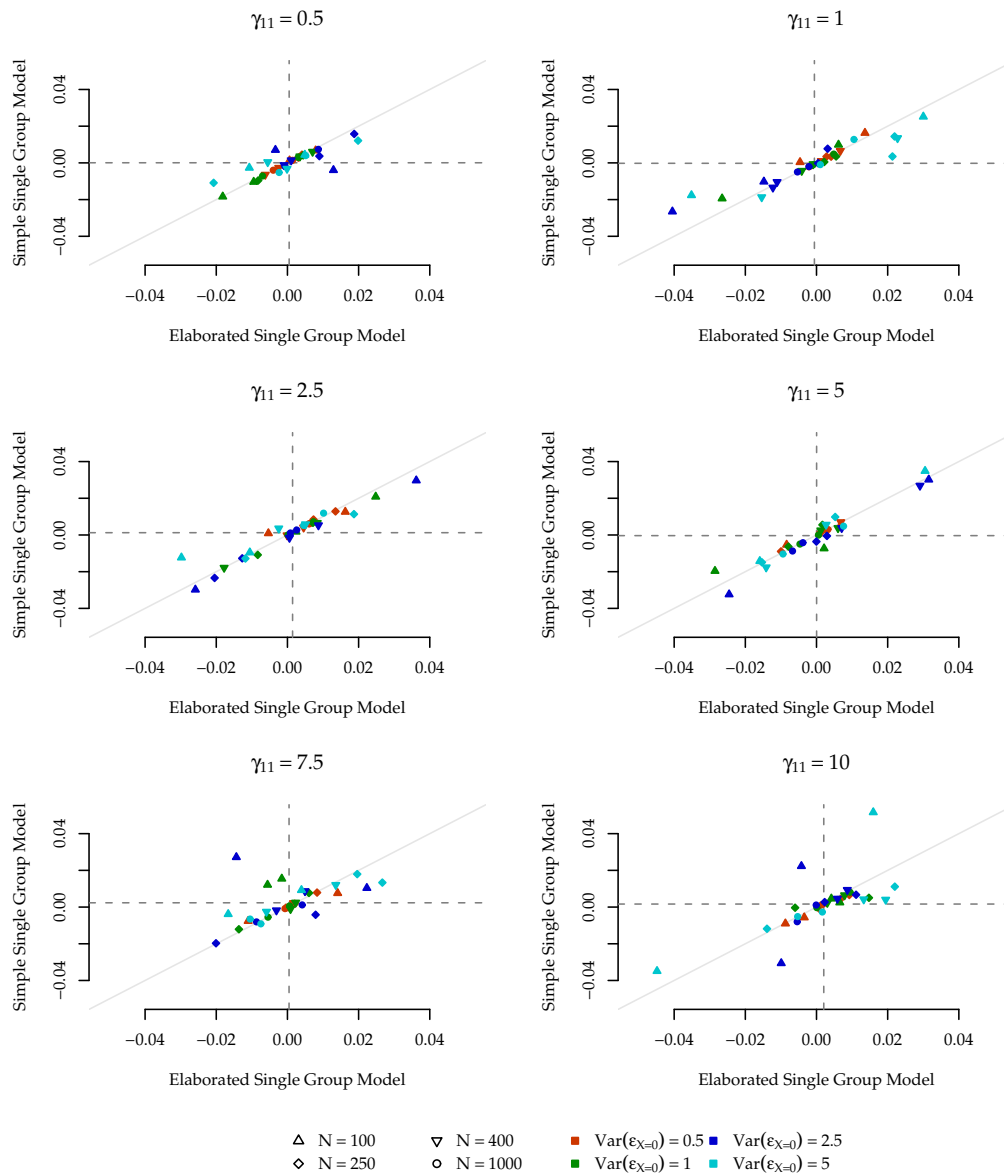 γ11 = 0.5
Simple Single Group Model
0.04
0.00
−0.04
−0.04 −0.02 0.00 0.02 0.04
Elaborated Single Group Model
γ11 = 1
Simple Single Group Model
0.04
0.00
−0.04
−0.04 −0.02 0.00 0.02 0.04
Elaborated Single Group Model
γ11 = 2.5
Simple Single Group Model
0.04
0.00
−0.04
−0.04 −0.02 0.00 0.02 0.04
Elaborated Single Group Model
γ11 = 5
Simple Single Group Model
0.04
0.00
−0.04
−0.04 −0.02 0.00 0.02 0.04
Elaborated Single Group Model
γ11 = 7.5
Simple Single Group Model
0.04
0.00
−0.04
−0.04 −0.02 0.00 0.02 0.04
Elaborated Single Group Model
γ11 = 10
Simple Single Group Model
0.04
0.00
−0.04
−0.04 −0.02 0.00 0.02 0.04
Elaborated Single Group Model
N = 100 N = 400 Var(εX=0) = 0.5 Var(εX=0) = 2.5
N = 250 N = 1000 Var(εX=0) = 1 Var(εX=0) = 5